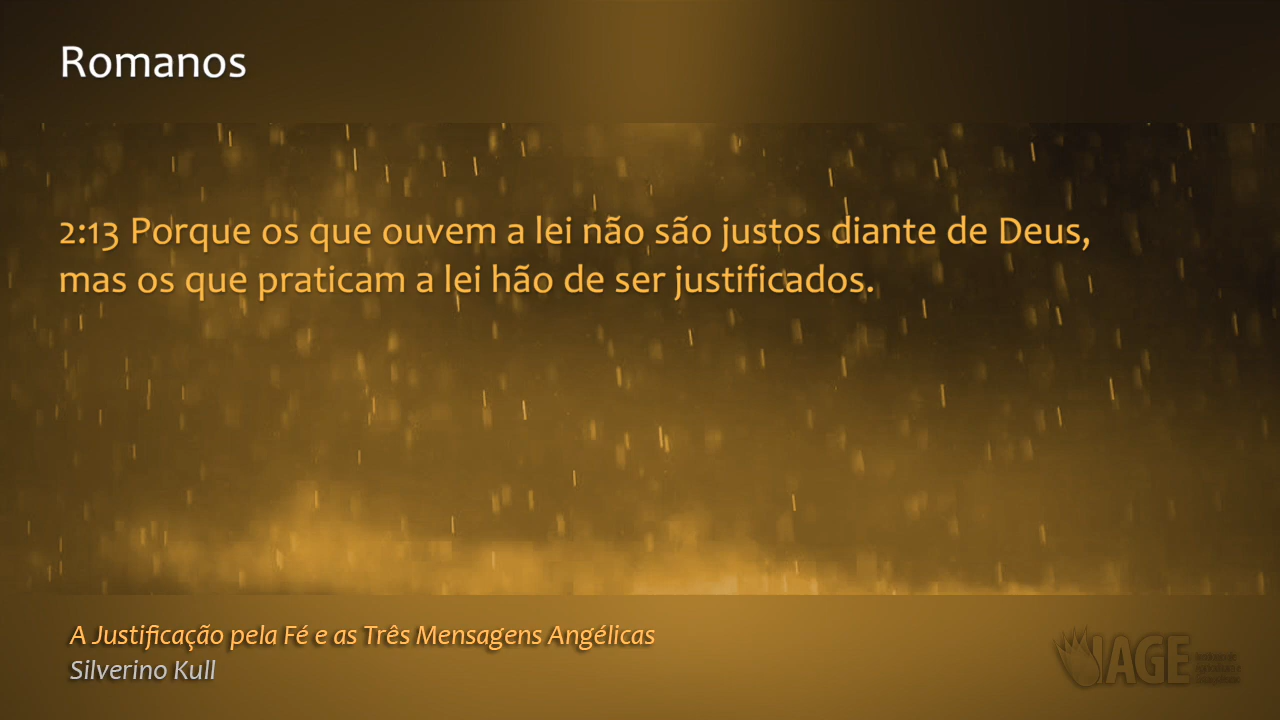 Romanos
2:13 Porque os que ouvem a lei não são justos diante de Deus,
mas os que praticam a lei hão de ser justificados.
A Justificação pela Fé e as Três Mensagens Angélicas
Silverino Kull
IAGE